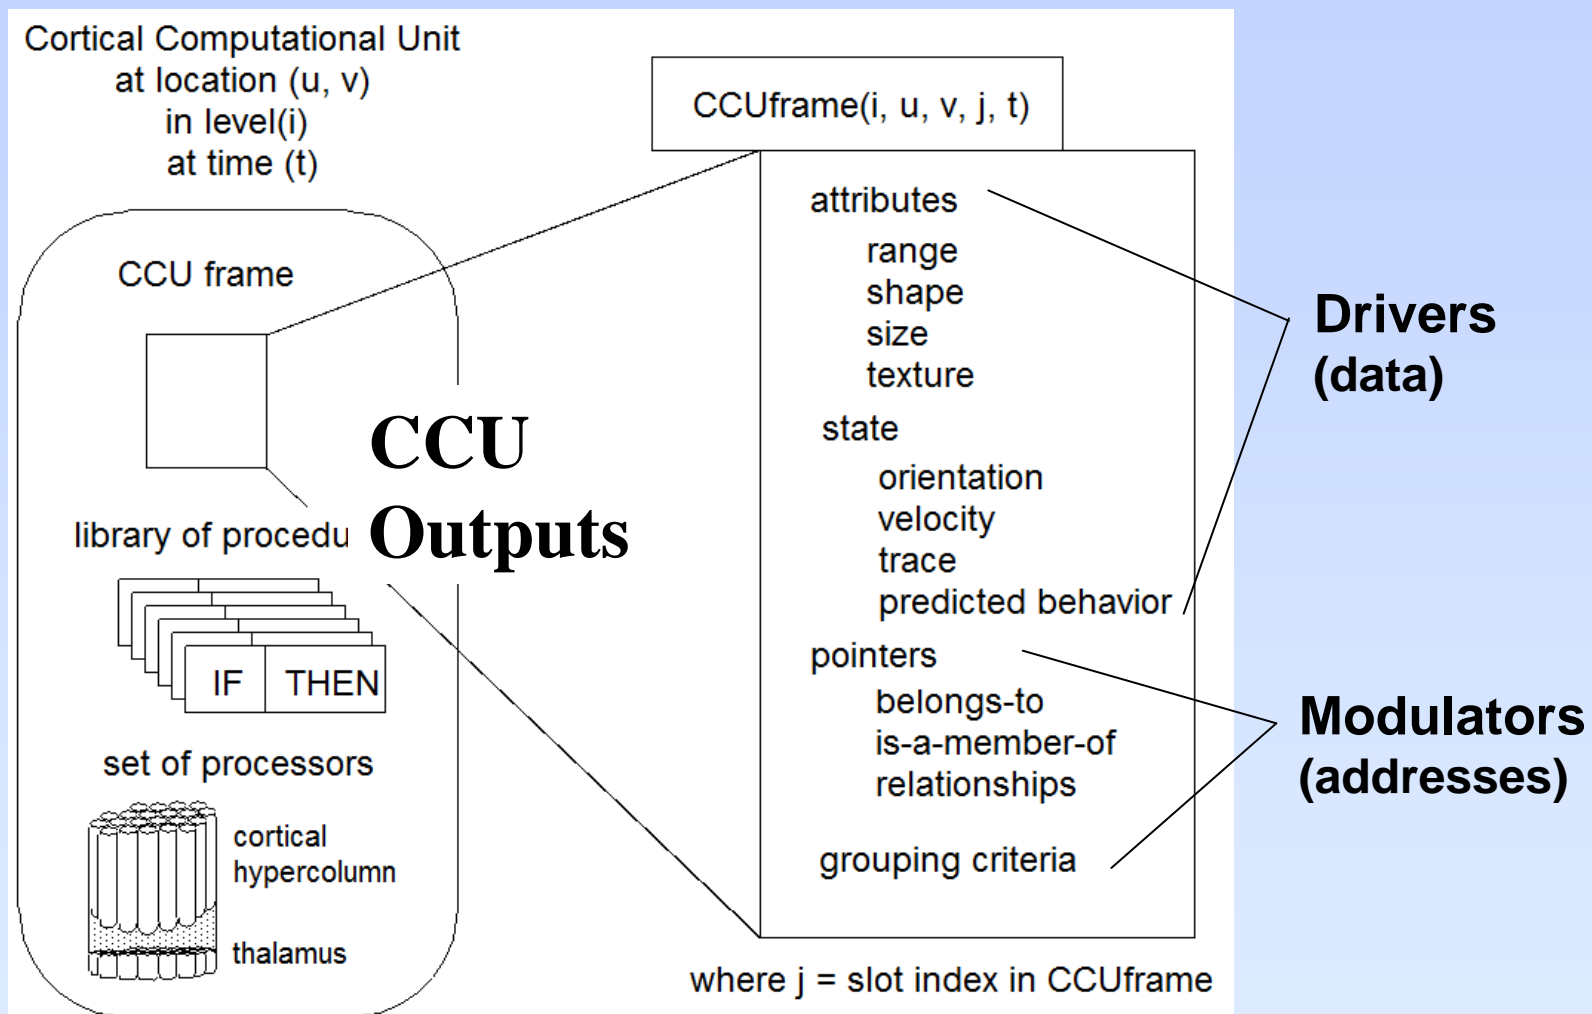 Cortical Computational Unit
at location (u, v)
in level(i)
at time (t)
CCU frame
CCU
Outputs
library of procedu
IF THEN
set of processors
cortical
hypercolumn
thalamus
CCUframe(i, u, v, j, t)
attributes
range
shape
size
texture
state
orientation
velocity
trace
predicted behavior
pointers
belongs-to
is-a-member-of
relationships
grouping criteria
where j = slot index in CCUframe
Drivers
(data)
Modulators
(addresses)